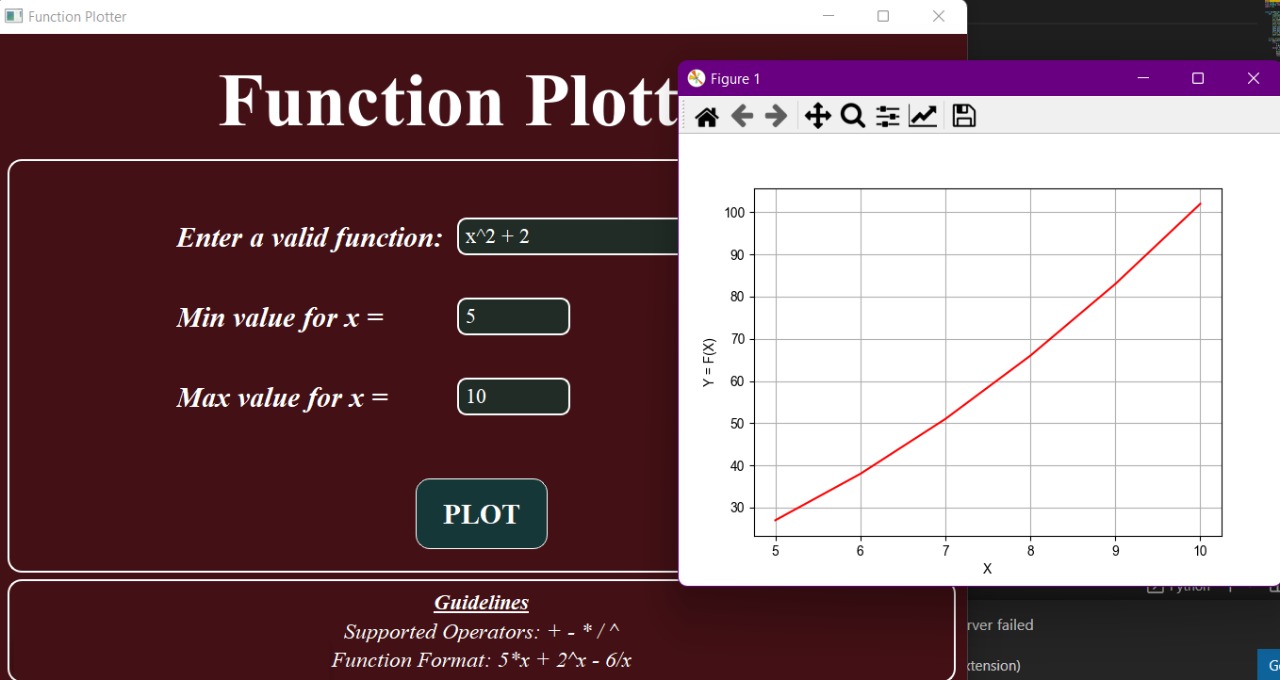 Function Plotter
Function Plott
Enter a valid function:
x^2 + 2
Min value for x =
5
Max value for x =
10
PLOT
Guidelines
Supported Operators: + - * / ^
Function Format: 5*x + 2^x - 6/x
Figure 1
100
90
80
70
60
50
40
30
Y = F(X)
5 6 7 8 9 10
X
Python
rver failed
tension)